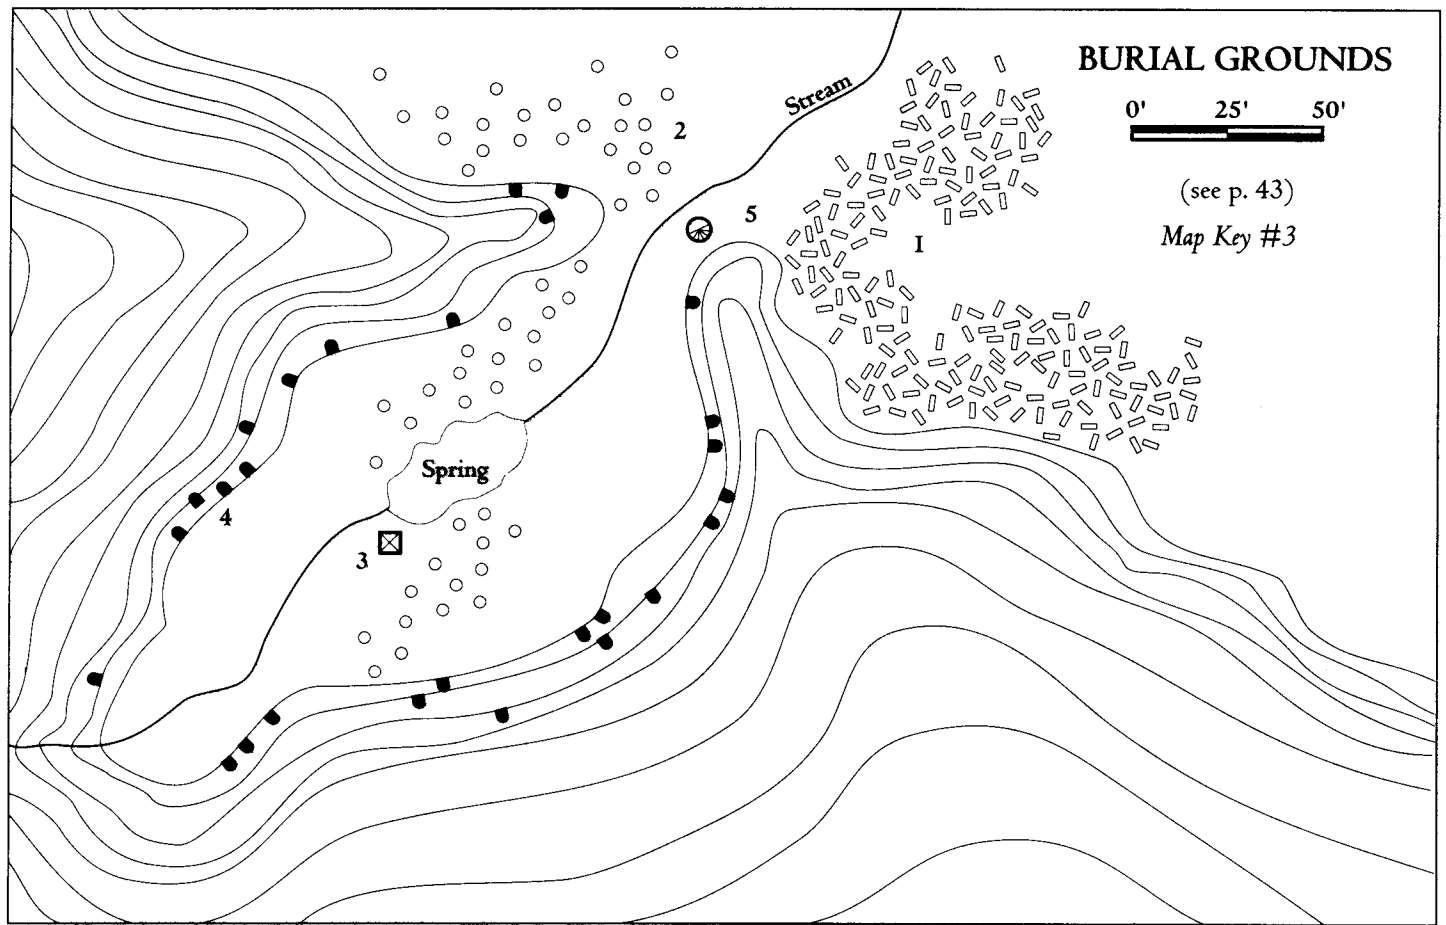 BURIAL GROUNDS
0' 25' 50'
(see p. 43)
Map Key #3
Stream
2
5
1
Spring
4
3